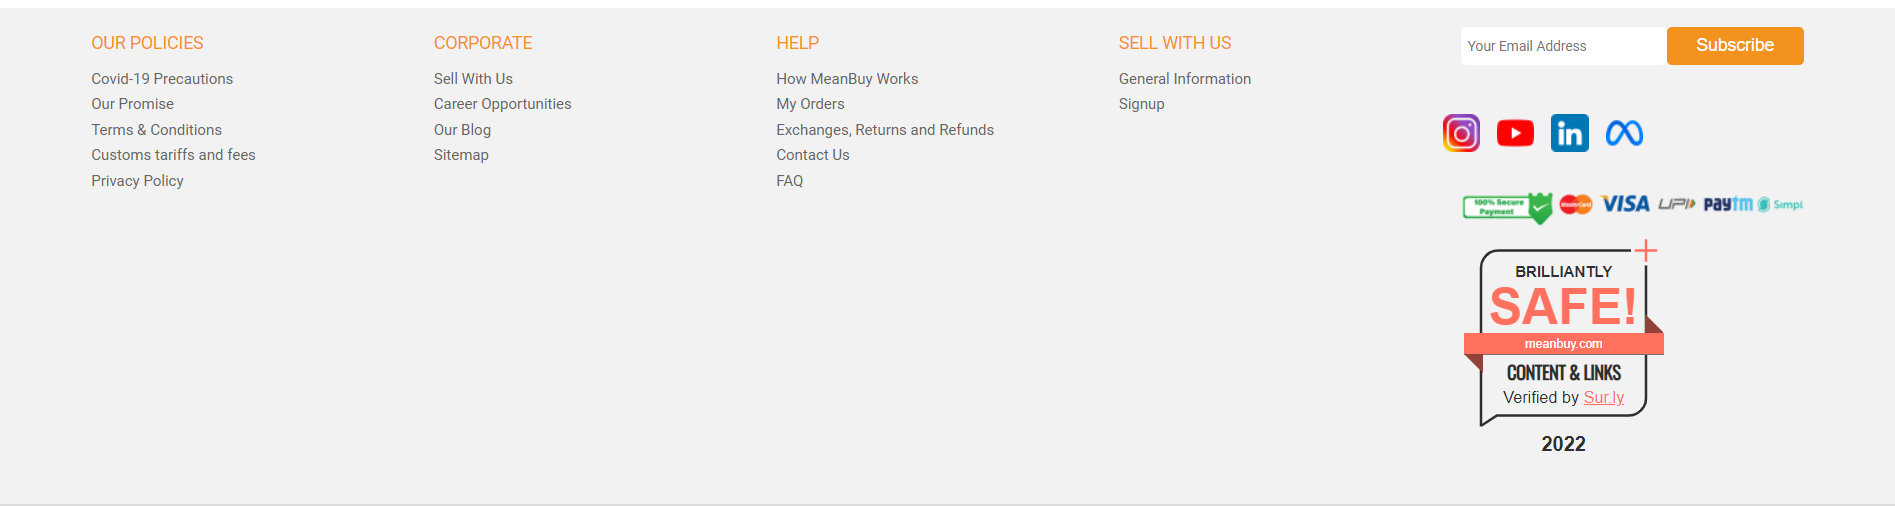 OUR POLICIES
Covid-19 Precautions
Our Promise
Terms & Conditions
Customs tariffs and fees
Privacy Policy
CORPORATE
Sell With Us
Career Opportunities
Our Blog
Sitemap
HELP
How MeanBuy Works
My Orders
Exchanges, Returns and Refunds
Contact Us
FAQ
SELL WITH US
General Information
Signup
Your Email Address
Subscribe
in
100% Secure
Payment
MasterCard
VISA
UPI
paytm
Simpl
BRILLIANTLY
SAFE!
meanbuy.com
CONTENT & LINKS
Verified by Sur.ly
2022